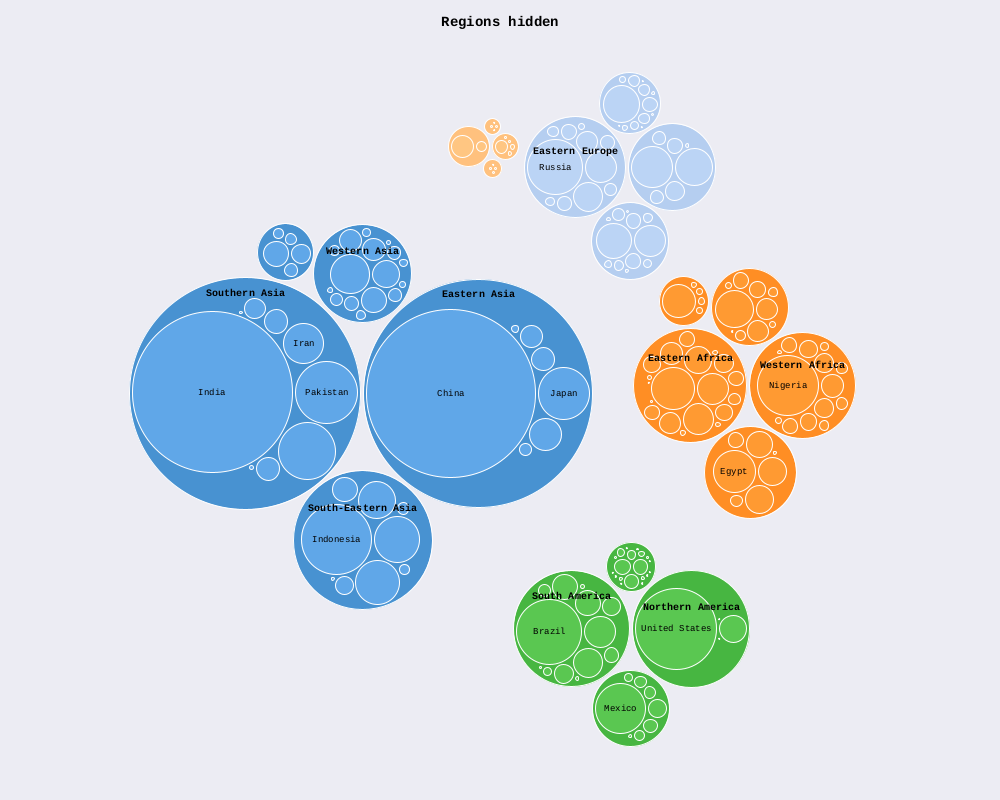 Regions hidden
Eastern Europe
Russia
Western Asia
Southern Asia
Eastern Asia
Iran
India
Pakistan
China
Japan
Eastern Africa
Western Africa
Nigeria
Egypt
South-Eastern Asia
Indonesia
South America
Northern America
Brazil
United States
Mexico